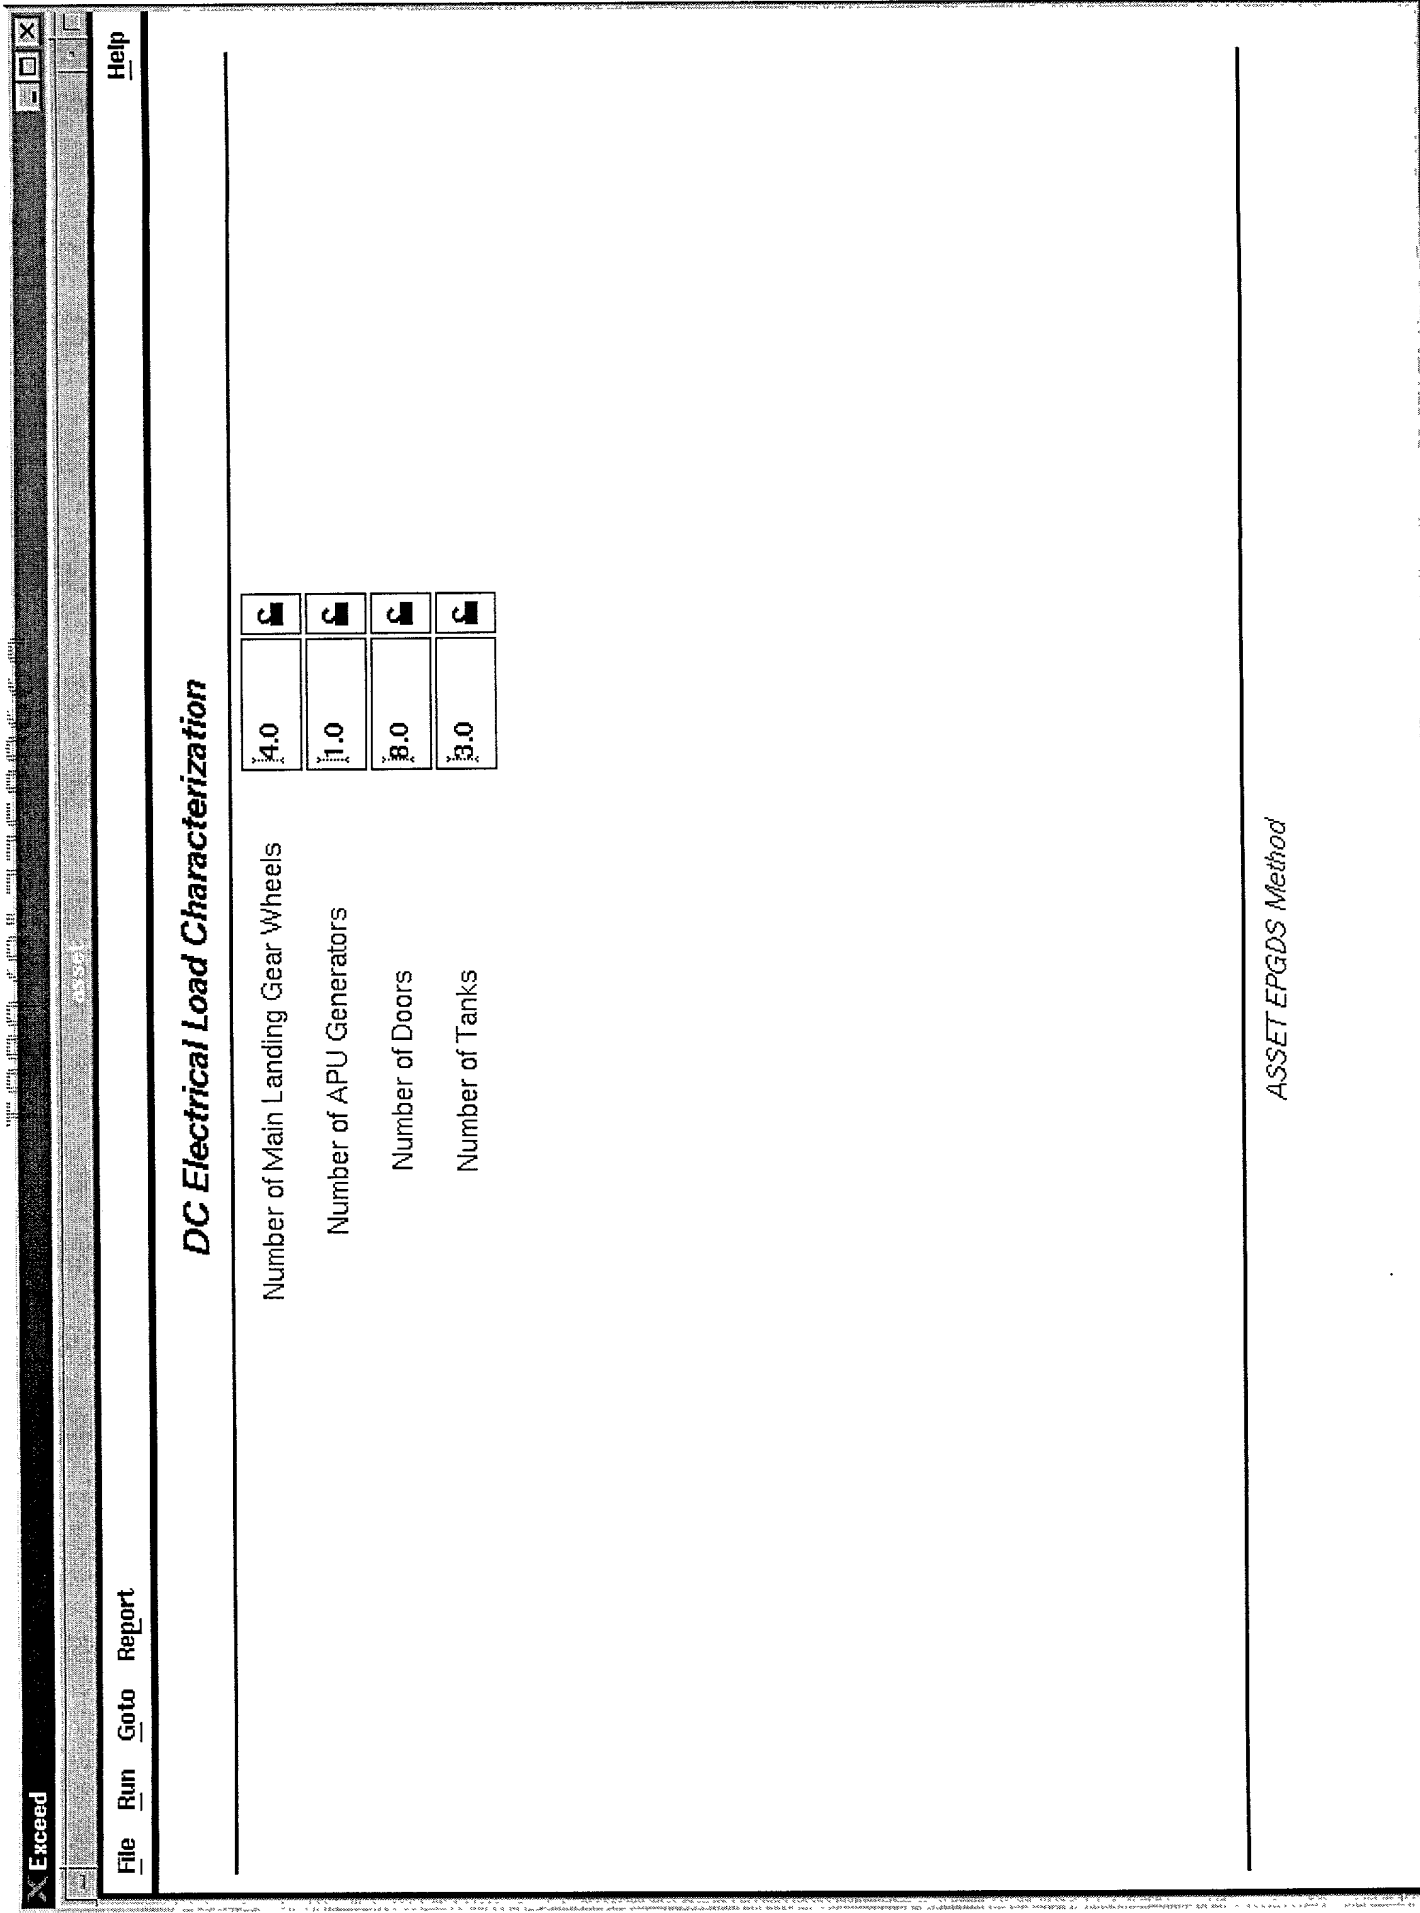 Exceed
asset
File Run Goto Report Help
DC Electrical Load Characterization
Number of Main Landing Gear Wheels 4.0
Number of APU Generators 1.0
Number of Doors 8.0
Number of Tanks 3.0
ASSET EPGDS Method